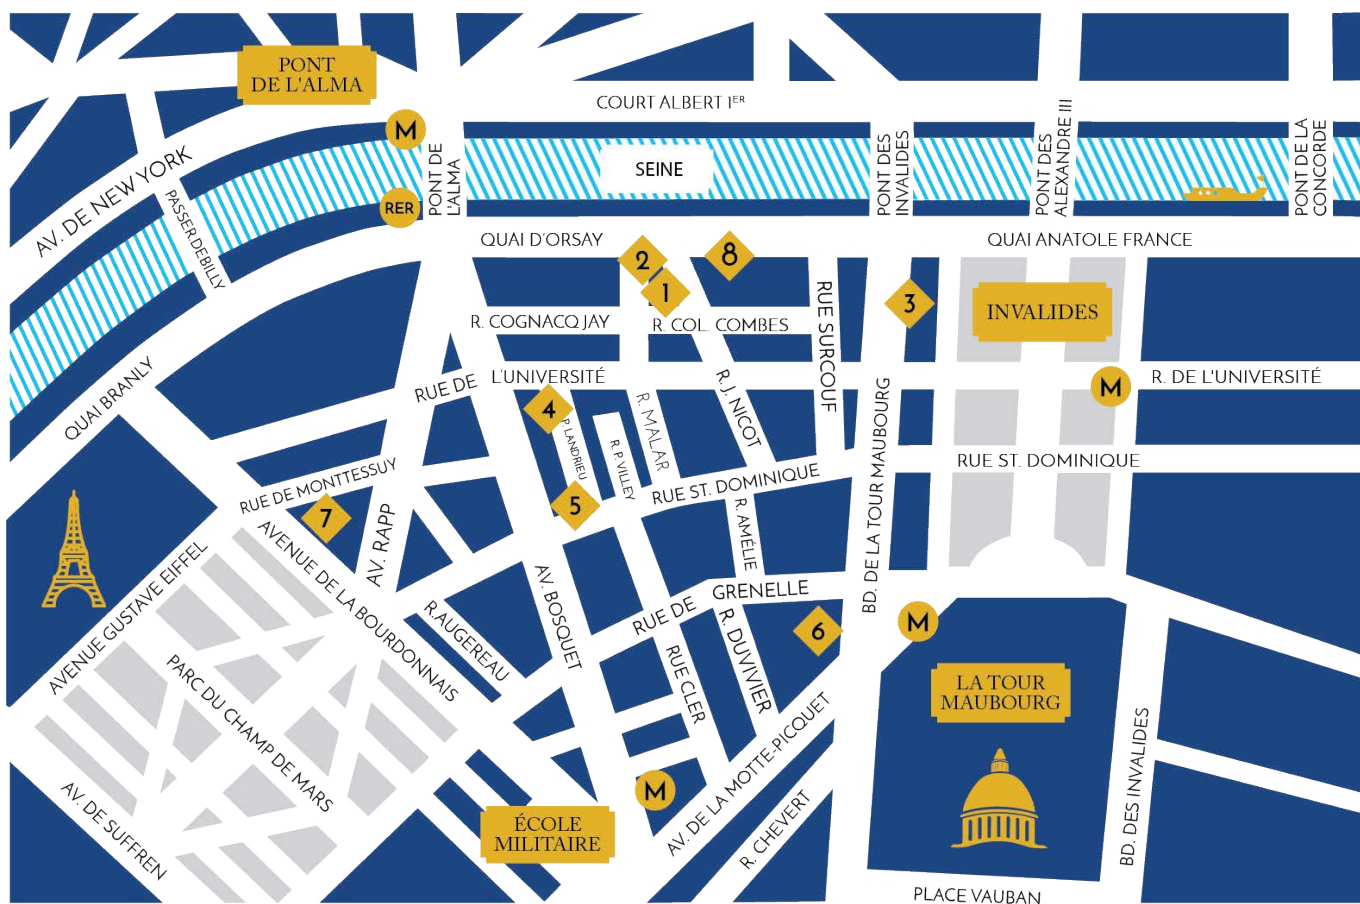 PONT
DE L'ALMA
COURT ALBERT 1ER
M
AV. DE NEW YORK
PASSER.DEBILLY
RER
PONT DE
L'ALMA
SEINE
PONT DES
INVALIDES
PONT DES
ALEXANDRE III
PONT DE LA
CONCORDE
QUAI D'ORSAY
QUAI ANATOLE FRANCE
2
8
1
3
INVALIDES
R. COGNACQ JAY
R. COL. COMBES
RUE SURCOUF
QUAI BRANLY
RUE DE
L'UNIVERSITÉ
M
R. DE L'UNIVERSITÉ
4
P. LANDRIEU
R. P. VILLEY
R. MALAR
R. J. NICOT
BD. DE LA TOUR MAUBOURG
RUE DE MONTTESSUY
RUE ST. DOMINIQUE
RUE ST. DOMINIQUE
5
7
AV. RAPP
R. AMÉLIE
AVENUE GUSTAVE EIFFEL
AVENUE DE LA BOURDONNAIS
R.AUGEREAU
AV. BOSQUET
RUE DE
GRENELLE
6
M
R. DUVIVIER
RUE CLER
PARC DU CHAMP DE MARS
LA TOUR
MAUBOURG
AV. DE LA MOTTE-PICQUET
M
AV. DE SUFFREN
ÉCOLE
MILITAIRE
R. CHEVERT
BD. DES INVALIDES
PLACE VAUBAN